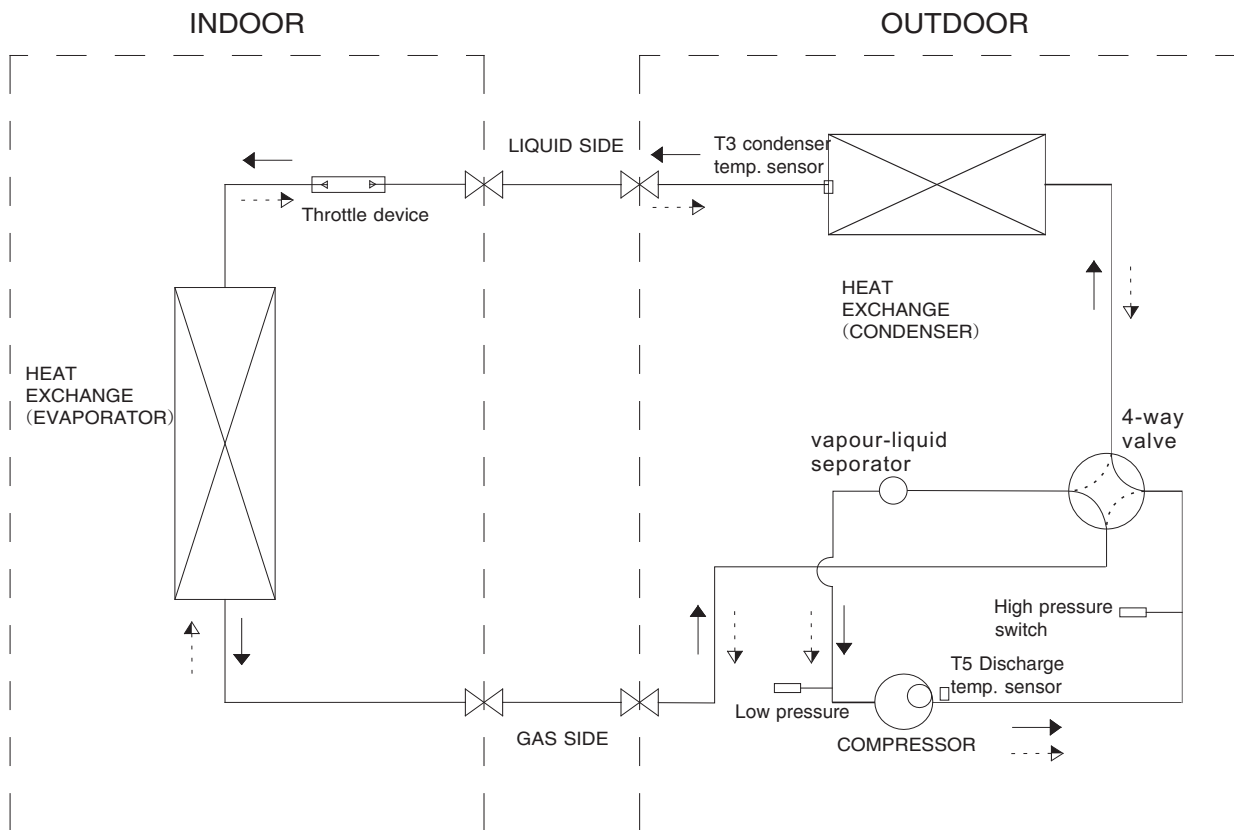 INDOOR
OUTDOOR
LIQUID SIDE
T3 condenser
temp. sensor
Throttle device
HEAT
EXCHANGE
(CONDENSER)
HEAT
EXCHANGE
(EVAPORATOR)
4-way
valve
vapour-liquid
seporator
High pressure
switch
T5 Discharge
temp. sensor
Low pressure
GAS SIDE
COMPRESSOR